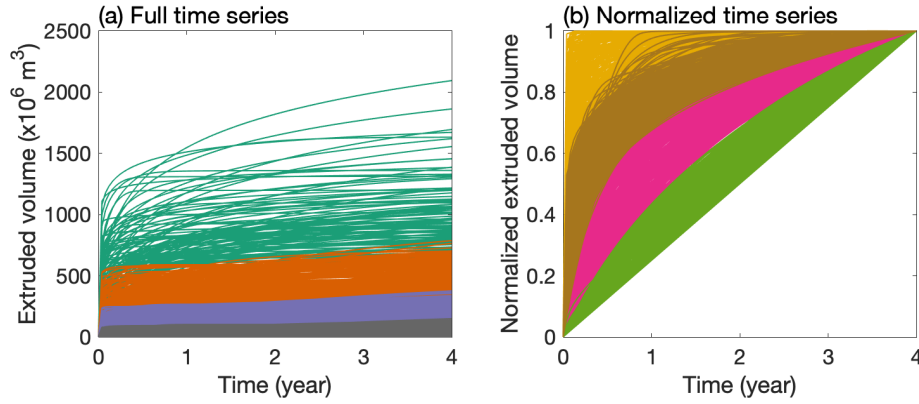 (a) Full time series
2500
2000
1500
1000
500
0
Extruded volume (x10⁶ m³)
0 1 2 3 4
Time (year)
(b) Normalized time series
1
0.8
0.6
0.4
0.2
0
Normalized extruded volume
0 1 2 3 4
Time (year)